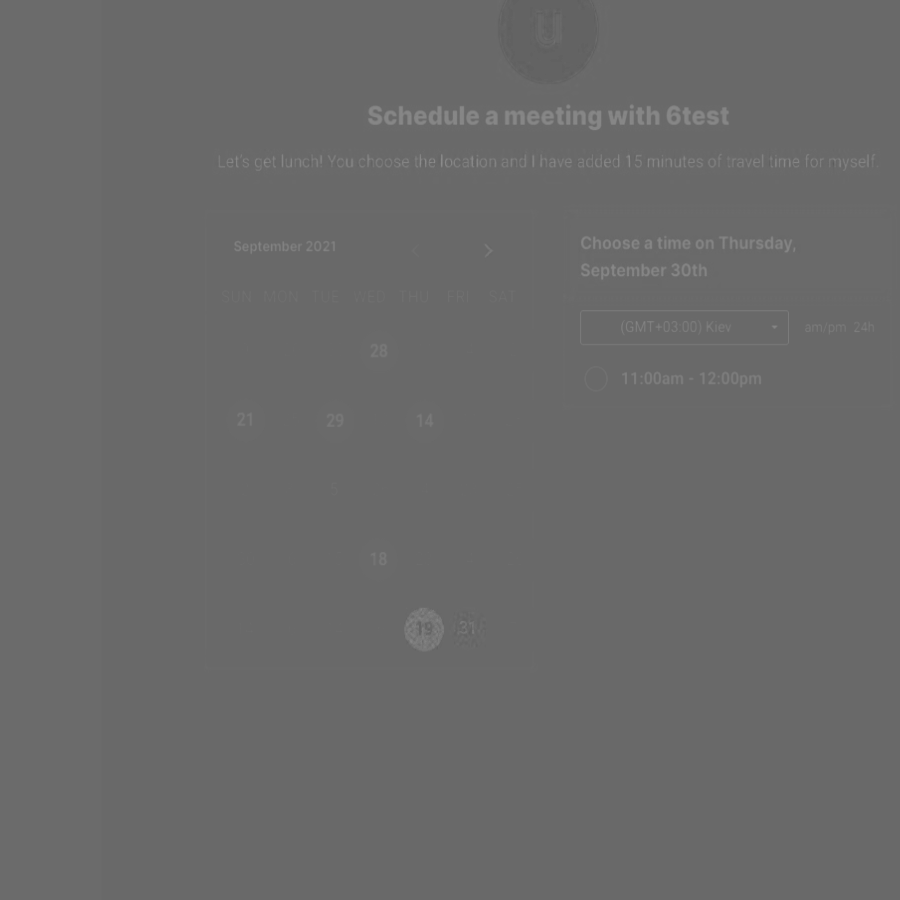 U
Schedule a meeting with 6test
Let's get lunch! You choose the location and I have added 15 minutes of travel time for myself.
September 2021
SUN MON TUE WED THU FRI SAT
28
21 29 14
5
18
19 31
Choose a time on Thursday,
September 30th
(GMT+03:00) Kiev am/pm 24h
11:00am - 12:00pm